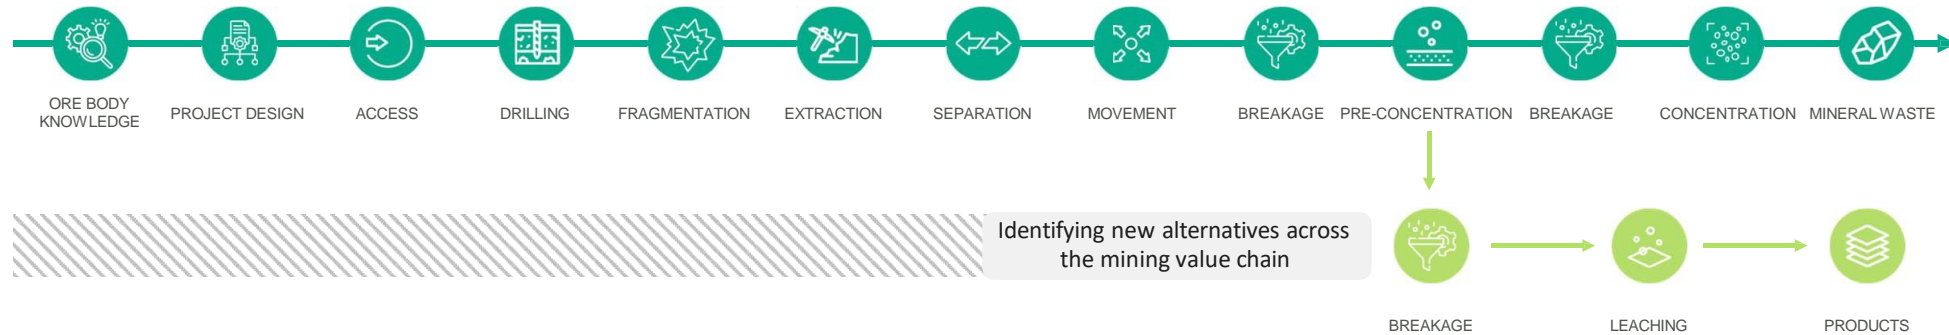 ORE BODY
KNOWLEDGE
PROJECT DESIGN
ACCESS
DRILLING
FRAGMENTATION
EXTRACTION
SEPARATION
MOVEMENT
BREAKAGE
PRE-CONCENTRATION
BREAKAGE
CONCENTRATION
MINERAL WASTE
Identifying new alternatives across
the mining value chain
BREAKAGE
LEACHING
PRODUCTS